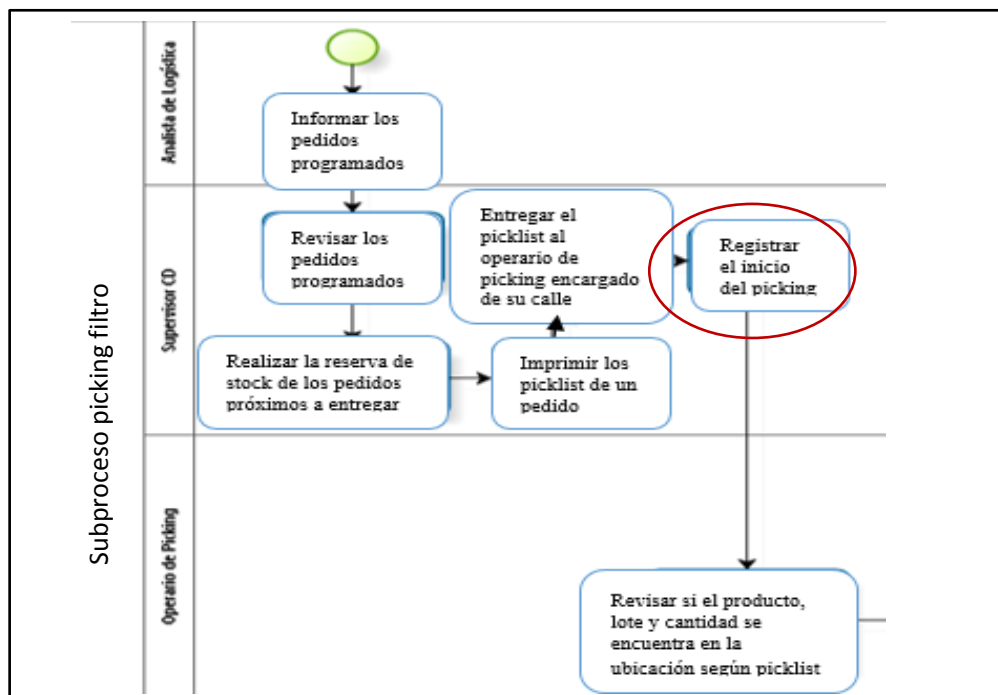 Subproceso picking filtro
Analista de Logística
Informar los
pedidos
programados
Supervisor CD
Revisar los
pedidos
programados
Realizar la reserva de
stock de los pedidos
próximos a entregar
Imprimir los
picklist de un
pedido
Entregar el
picklist al
operario de
picking encargado
de su calle
Registrar
el inicio
del picking
Operario de Picking
Revisar si el producto,
lote y cantidad se
encuentra en la
ubicación según picklist